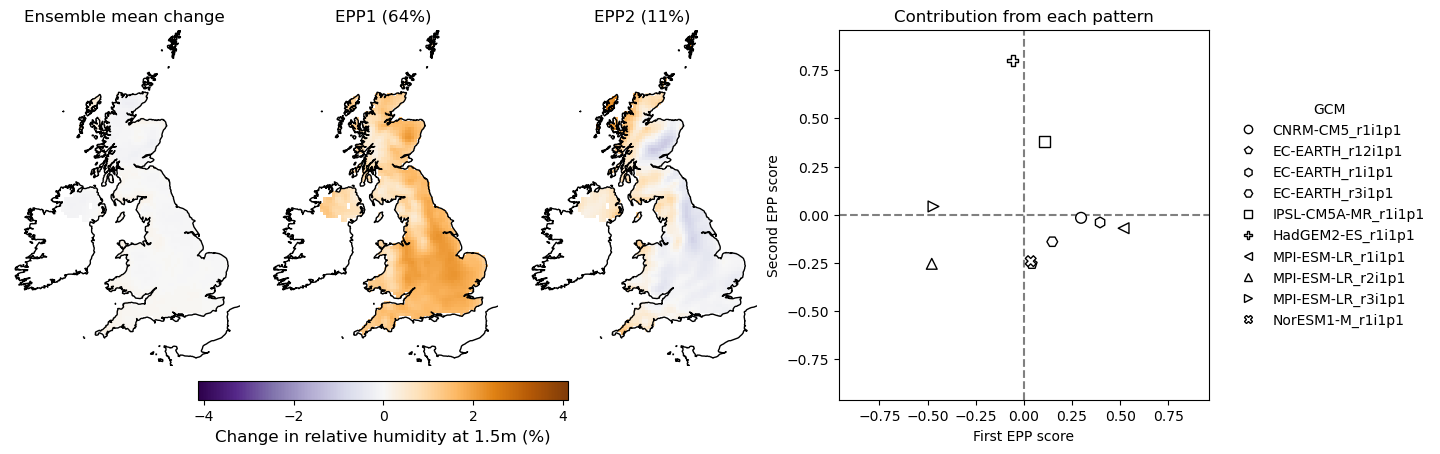 Ensemble mean change
EPP1 (64%)
EPP2 (11%)
Contribution from each pattern
−4
−2
0
2
4
Change in relative humidity at 1.5m (%)
Second EPP score
0.75
0.50
0.25
0.00
−0.25
−0.50
−0.75
−0.75
−0.50
−0.25
0.00
0.25
0.50
0.75
First EPP score
GCM
CNRM-CM5_r1i1p1
EC-EARTH_r12i1p1
EC-EARTH_r1i1p1
EC-EARTH_r3i1p1
IPSL-CM5A-MR_r1i1p1
HadGEM2-ES_r1i1p1
MPI-ESM-LR_r1i1p1
MPI-ESM-LR_r2i1p1
MPI-ESM-LR_r3i1p1
NorESM1-M_r1i1p1